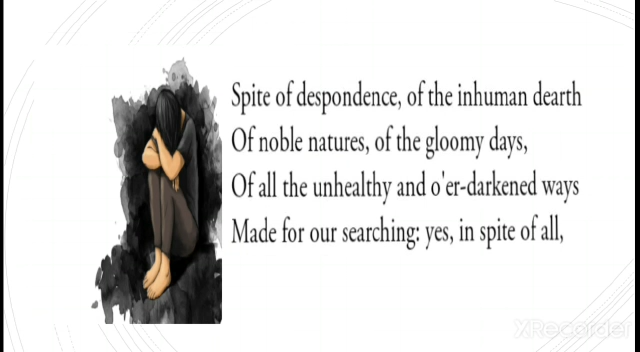 Spite of despondence, of the inhuman dearth
Of noble natures, of the gloomy days,
Of all the unhealthy and o'er-darkened ways
Made for our searching: yes, in spite of all,
XRecorder